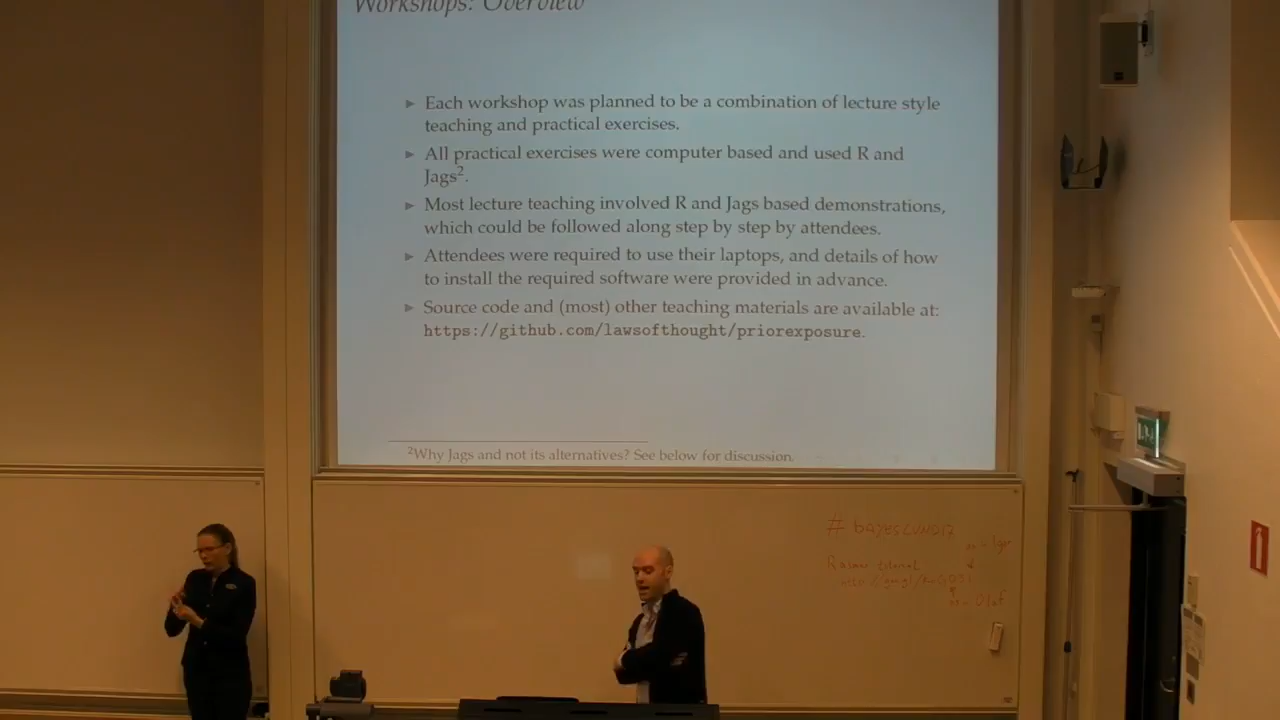 Workshops: Overview
Each workshop was planned to be a combination of lecture style
teaching and practical exercises.
All practical exercises were computer based and used R and
Jags².
Most lecture teaching involved R and Jags based demonstrations,
which could be followed along step by step by attendees.
Attendees were required to use their laptops, and details of how
to install the required software were provided in advance.
Source code and (most) other teaching materials are available at:
https://github.com/lawsofthought/priorexposure.
²Why Jags and not its alternatives? See below for discussion.
# bayesLUND17